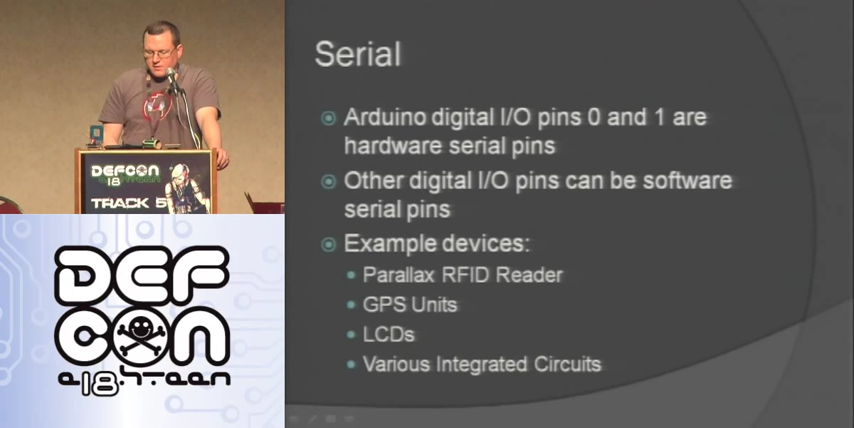 DEFCON
18
TRACK 5
DEF
CON
e18hteen
Serial
Arduino digital I/O pins 0 and 1 are
hardware serial pins
Other digital I/O pins can be software
serial pins
Example devices:
Parallax RFID Reader
GPS Units
LCDs
Various Integrated Circuits